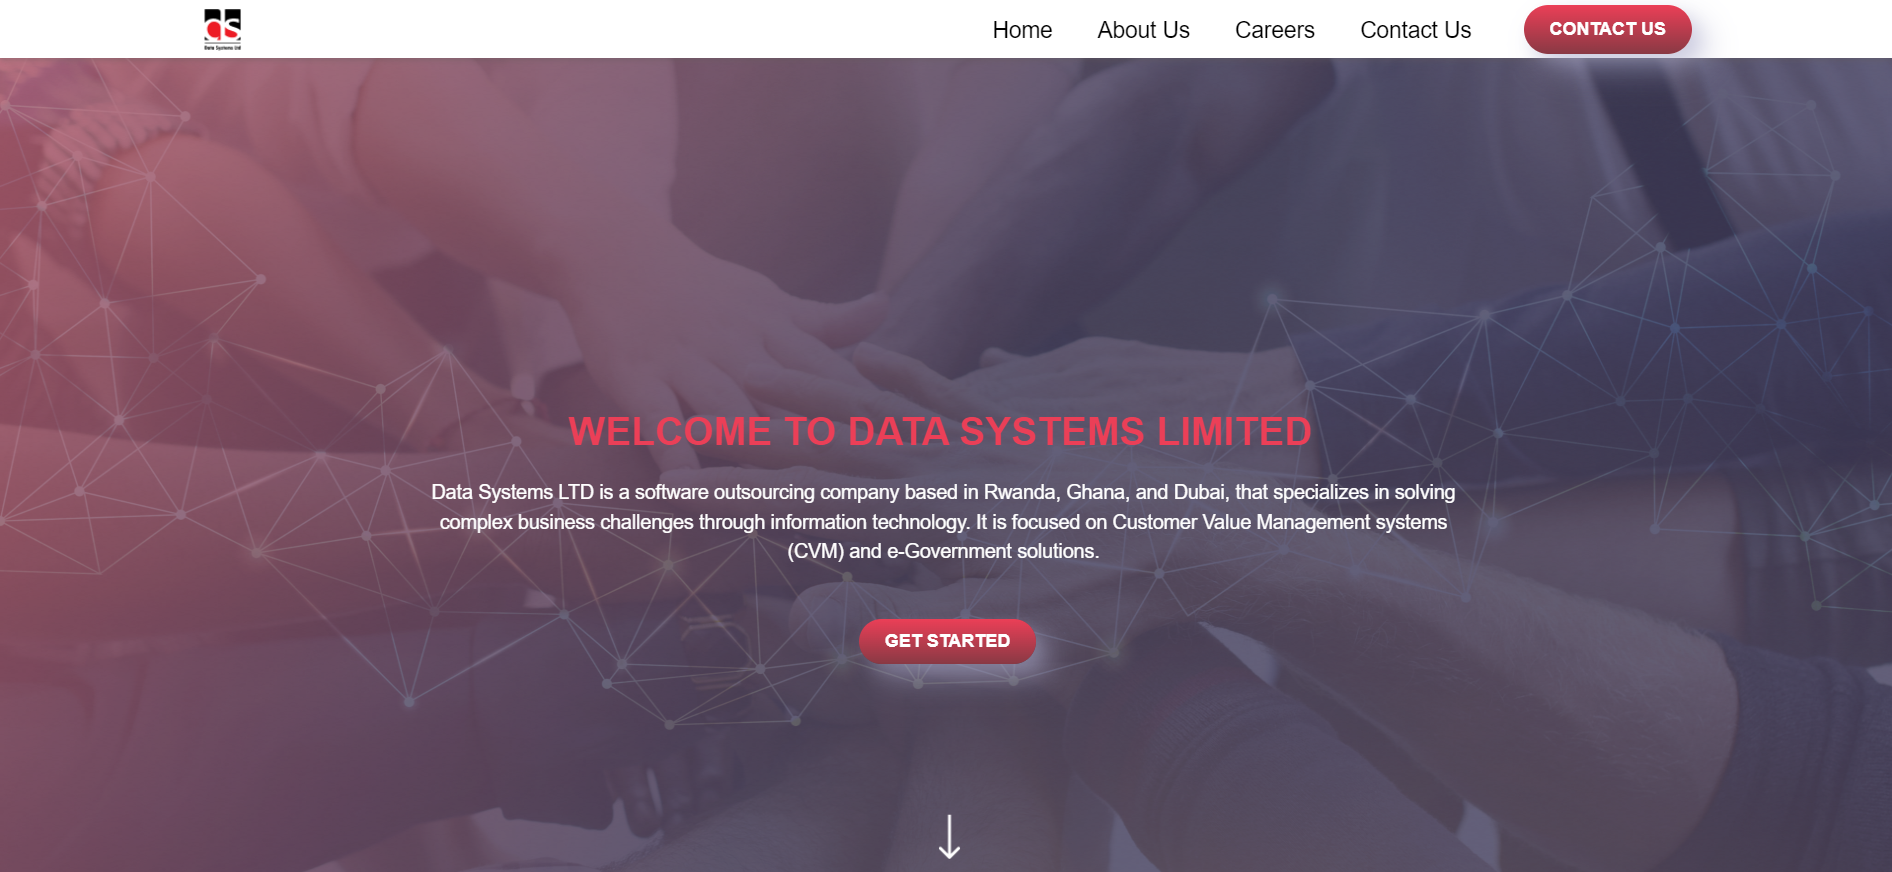 ds
Data Systems Ltd
Home
About Us
Careers
Contact Us
CONTACT US
WELCOME TO DATA SYSTEMS LIMITED
Data Systems LTD is a software outsourcing company based in Rwanda, Ghana, and Dubai, that specializes in solving
complex business challenges through information technology. It is focused on Customer Value Management systems
(CVM) and e-Government solutions.
GET STARTED